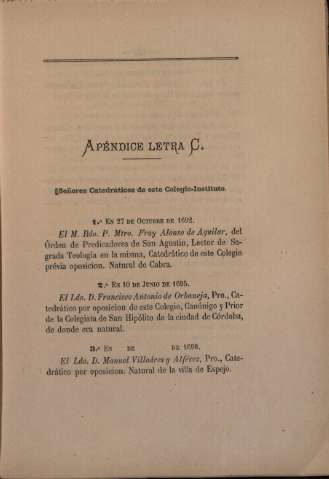 APÉNDICE LETRA C.
Señores Catedráticos de este Colegio-Instituto.
1.º EN 27 DE OCTUBRE DE 1692.
El M. Rdo. P. Mtro. Fray Alonso de Aguilar, del
Órden de Predicadores de San Agustin, Lector de Sa-
grada Teología en la misma, Catedrático de este Colegio
prévia oposicion. Natural de Cabra.
2.º EN 10 DE JUNIO DE 1695.
El Ldo. D. Francisco Antonio de Orbaneja, Pro., Ca-
tedrático por oposicion de este Colegio, Canónigo y Prior
de la Colegiata de San Hipólito de la ciudad de Córdoba,
de donde era natural.
3.º EN DE DE 1698.
El Ldo. D. Manuel Villáres y Alférez, Pro., Cate-
drático por oposicion. Natural de la villa de Espejo.